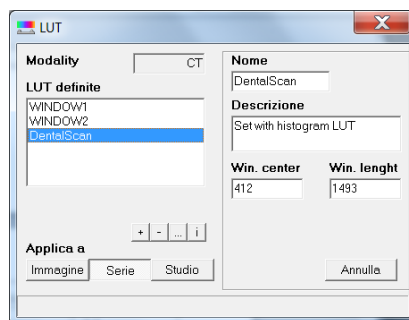 LUT
X
Modality CT
LUT definite
WINDOW1
WINDOW2
DentalScan
+ - ... i
Applica a
Immagine Serie Studio
Nome
DentalScan
Descrizione
Set with histogram LUT
Win. center Win. lenght
412 1493
Annulla